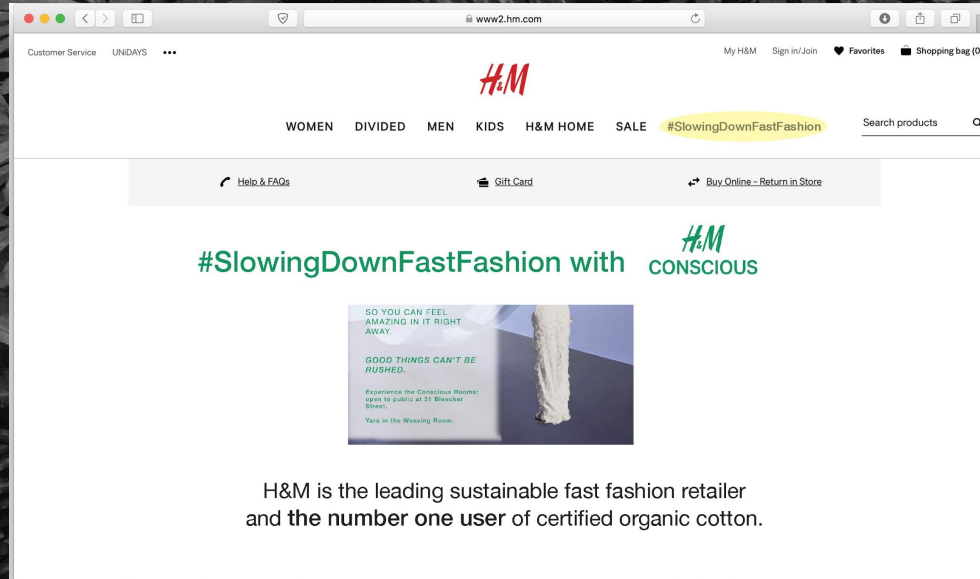 www2.hm.com
Customer Service UNiDAYS •••
My H&M Sign in/Join Favorites Shopping bag (0
H&M
WOMEN DIVIDED MEN KIDS H&M HOME SALE #SlowingDownFastFashion Search products
Help & FAQs Gift Card Buy Online – Return in Store
#SlowingDownFastFashion with H&M CONSCIOUS
SO YOU CAN FEEL
AMAZING IN IT RIGHT
AWAY.
GOOD THINGS CAN'T BE
RUSHED.
Experience the Conscious Rooms:
open to public at 31 Bleecker
Street.
Yara in the Weaving Room.
H&M is the leading sustainable fast fashion retailer
and the number one user of certified organic cotton.